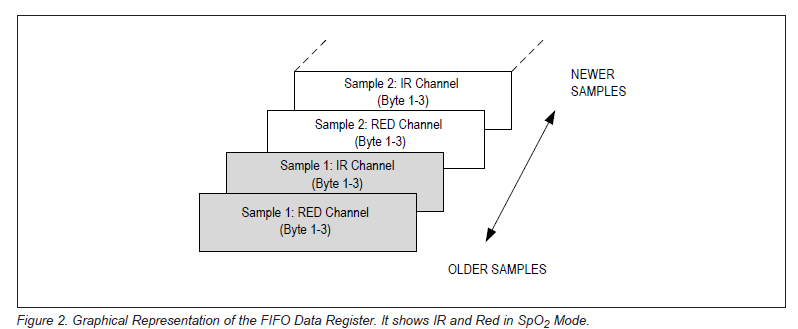 Sample 2: IR Channel
(Byte 1-3)
Sample 2: RED Channel
(Byte 1-3)
Sample 1: IR Channel
(Byte 1-3)
Sample 1: RED Channel
(Byte 1-3)
NEWER
SAMPLES
OLDER SAMPLES
Figure 2. Graphical Representation of the FIFO Data Register. It shows IR and Red in SpO2 Mode.